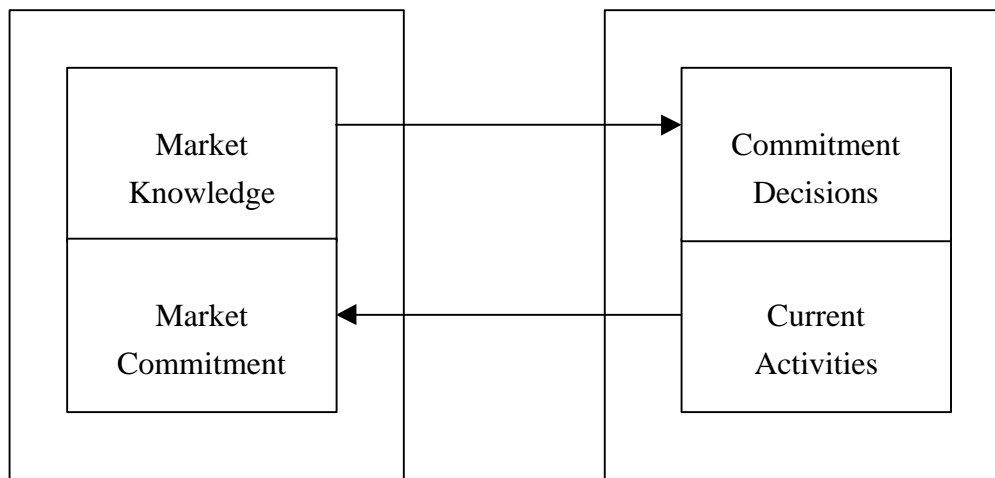 Market
Knowledge
Commitment
Decisions
Market
Commitment
Current
Activities